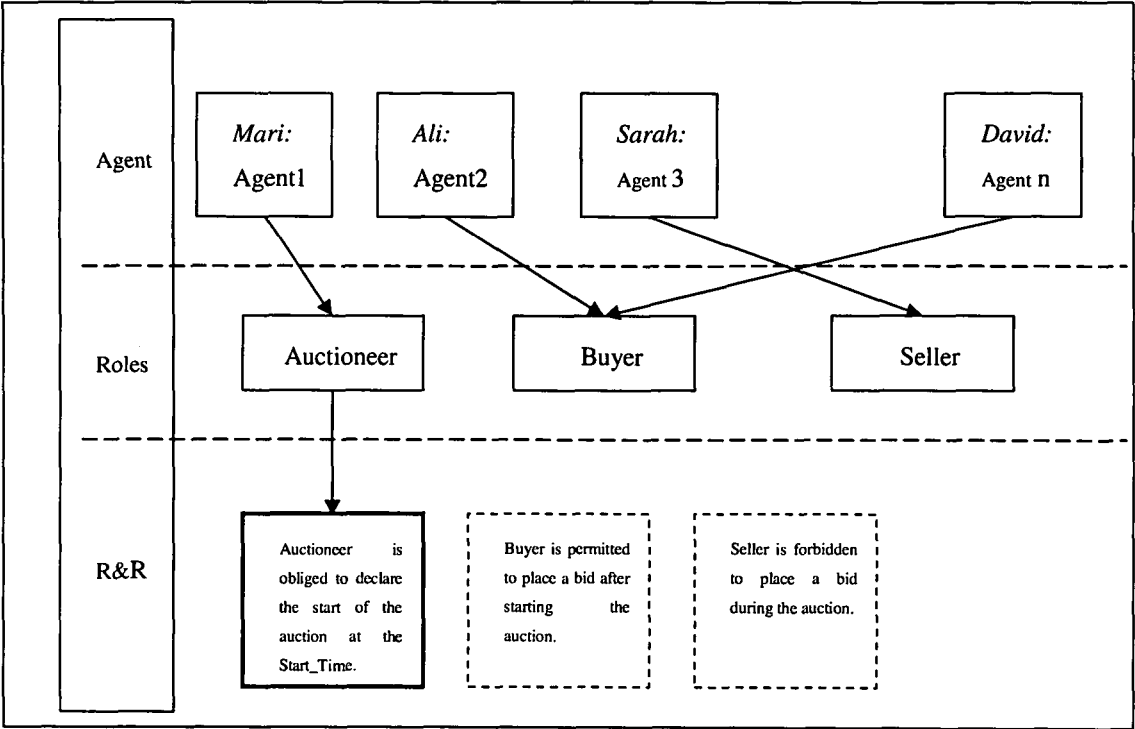 Agent
Mari:
Agent1
Ali:
Agent2
Sarah:
Agent 3
David:
Agent n
Roles
Auctioneer
Buyer
Seller
R&R
Auctioneer is
obliged to declare
the start of the
auction at the
Start_Time.
Buyer is permitted
to place a bid after
starting the
auction.
Seller is forbidden
to place a bid
during the auction.